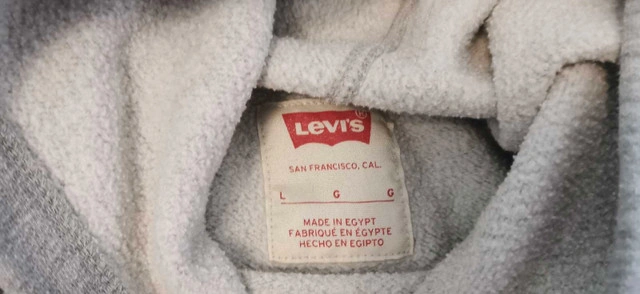 Levi's
SAN FRANCISCO, CAL.
L G G
MADE IN EGYPT
FABRIQUÉ EN ÉGYPTE
HECHO EN EGIPTO